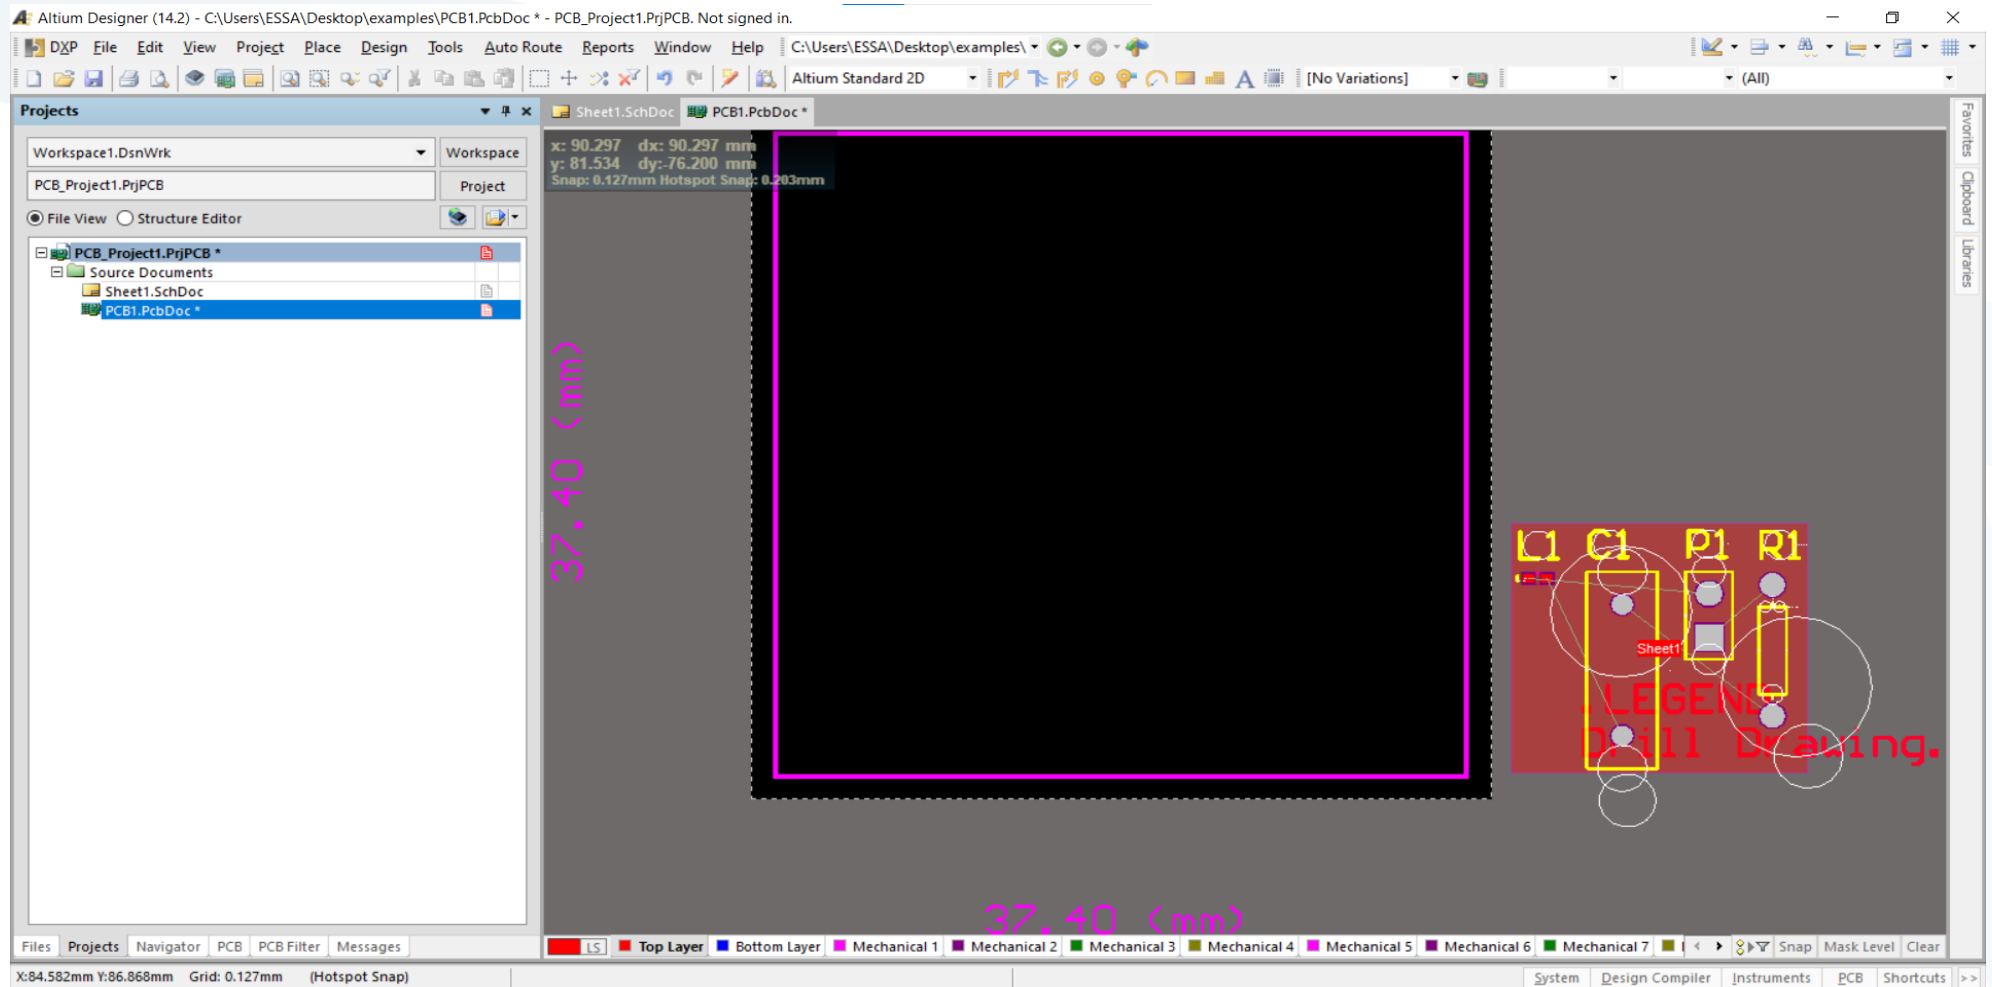 Altium Designer (14.2) - C:\Users\ESSA\Desktop\examples\PCB1.PcbDoc * - PCB_Project1.PrjPCB. Not signed in.
DXP File Edit View Project Place Design Tools Auto Route Reports Window Help C:\Users\ESSA\Desktop\examples\
Altium Standard 2D [No Variations] (All)
Projects
Sheet1.SchDoc PCB1.PcbDoc *
Workspace1.DsnWrk Workspace
PCB_Project1.PrjPCB Project
File View Structure Editor
PCB_Project1.PrjPCB *
Source Documents
Sheet1.SchDoc
PCB1.PcbDoc *
x: 90.297 dx: 90.297 mm
y: 81.534 dy:-76.200 mm
Snap: 0.127mm Hotspot Snap: 0.203mm
Favorites
Clipboard
Libraries
37.40 (mm)
L1 C1 P1 R1
Sheet1
.LEGEND
Drill Drawing.
37.40 (mm)
Files Projects Navigator PCB PCB Filter Messages
LS Top Layer Bottom Layer Mechanical 1 Mechanical 2 Mechanical 3 Mechanical 4 Mechanical 5 Mechanical 6 Mechanical 7 Snap Mask Level Clear
X:84.582mm Y:86.868mm Grid: 0.127mm (Hotspot Snap)
System Design Compiler Instruments PCB Shortcuts >>